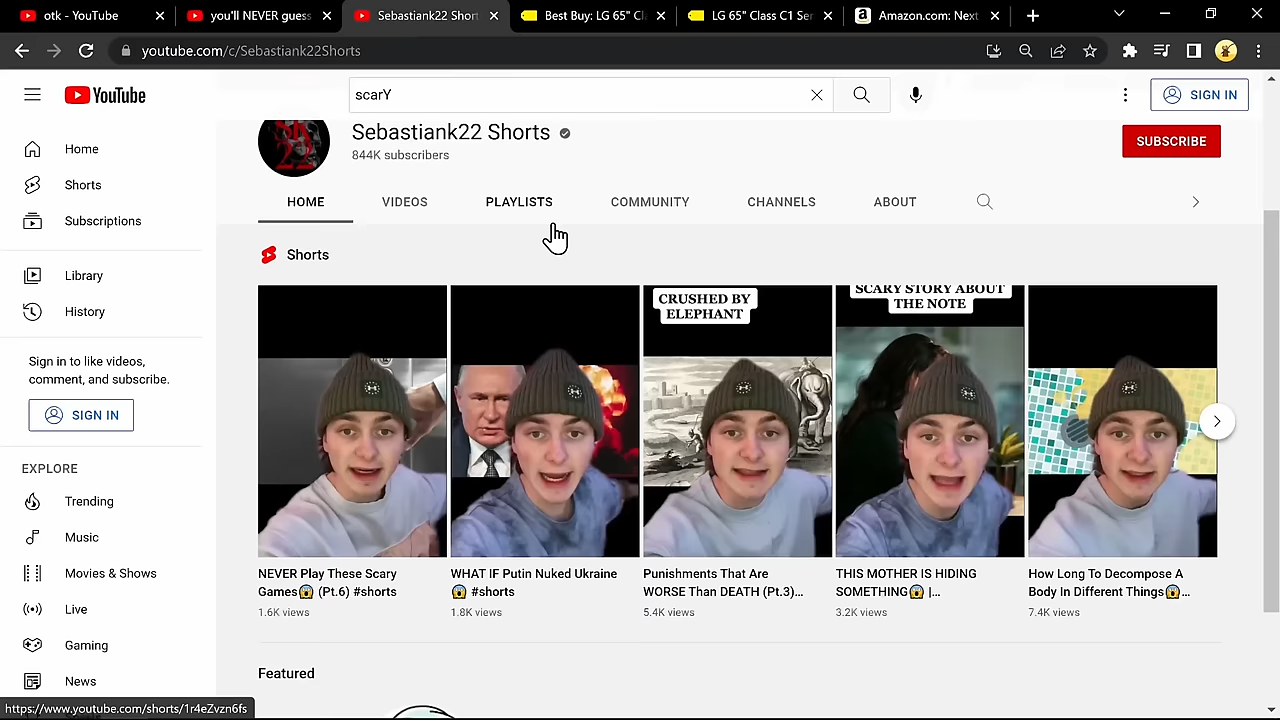 otk - YouTube
you'll NEVER gues
Sebastiank22 Short
Best Buy: LG 65" Cl
LG 65" Class C1 Ser
Amazon.com: Next
youtube.com/c/Sebastiank22Shorts
YouTube
scarY
SIGN IN
Home
Shorts
Subscriptions
Library
History
Sign in to like videos,
comment, and subscribe.
SIGN IN
EXPLORE
Trending
Music
Movies & Shows
Live
Gaming
News
SK
22
Sebastiank22 Shorts
844K subscribers
SUBSCRIBE
HOME
VIDEOS
PLAYLISTS
COMMUNITY
CHANNELS
ABOUT
Shorts
CRUSHED BY
ELEPHANT
SCARY STORY ABOUT
THE NOTE
NEVER Play These Scary
Games😱 (Pt.6) #shorts
1.6K views
WHAT IF Putin Nuked Ukraine
😱 #shorts
1.8K views
Punishments That Are
WORSE Than DEATH (Pt.3)...
5.4K views
THIS MOTHER IS HIDING
SOMETHING😱 |...
3.2K views
How Long To Decompose A
Body In Different Things😱...
7.4K views
Featured
https://www.youtube.com/shorts/1r4eZvzn6fs